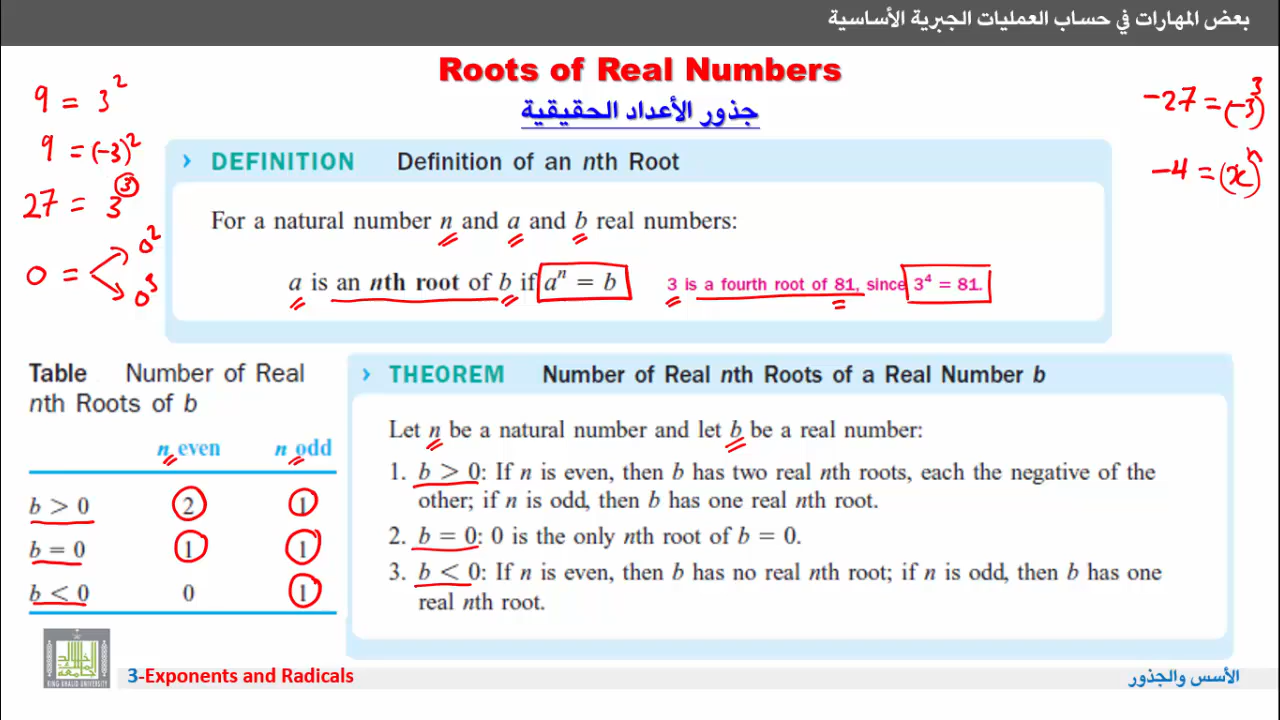 بعض المهارات في حساب العمليات الجبرية الأساسية
Roots of Real Numbers
جذور الأعداد الحقيقية
9 = 3²
9 = (-3)²
27 = 3³
0 = 0²
0³
-27 = (-3)³
-4 = (x)ⁿ
› DEFINITION Definition of an nth Root
For a natural number n and a and b real numbers:
a is an nth root of b if aⁿ = b 3 is a fourth root of 81, since 3⁴ = 81.
Table Number of Real
nth Roots of b
n even n odd
b > 0 2 1
b = 0 1 1
b < 0 0 1
› THEOREM Number of Real nth Roots of a Real Number b
Let n be a natural number and let b be a real number:
1. b > 0: If n is even, then b has two real nth roots, each the negative of the
other; if n is odd, then b has one real nth root.
2. b = 0: 0 is the only nth root of b = 0.
3. b < 0: If n is even, then b has no real nth root; if n is odd, then b has one
real nth root.
KING KHALID UNIVERSITY
3-Exponents and Radicals
الأسس والجذور